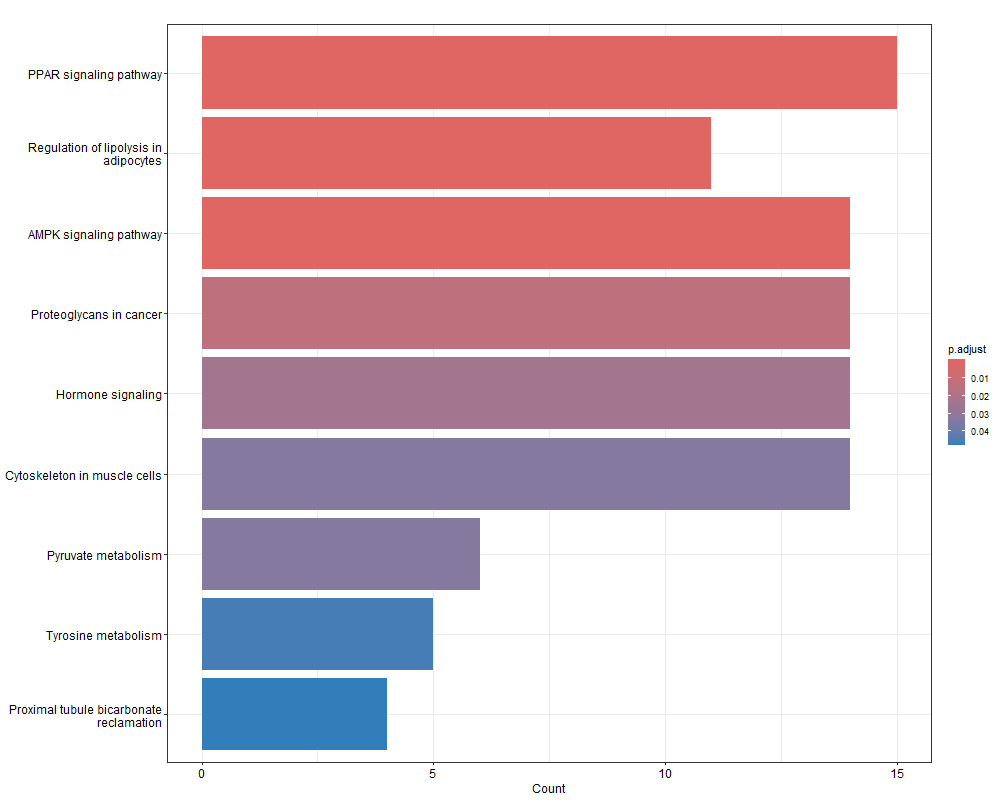 PPAR signaling pathway
Regulation of lipolysis in
adipocytes
AMPK signaling pathway
Proteoglycans in cancer
Hormone signaling
Cytoskeleton in muscle cells
Pyruvate metabolism
Tyrosine metabolism
Proximal tubule bicarbonate
reclamation
0
5
10
15
Count
p.adjust
0.01
0.02
0.03
0.04